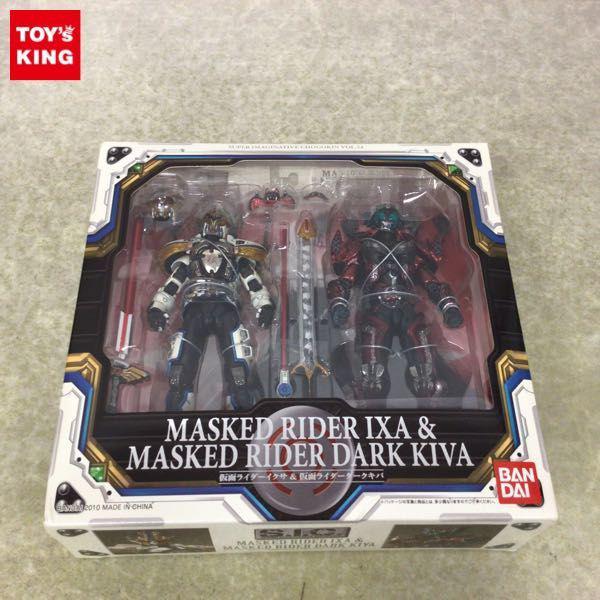 TOY'S
KING
SUPER IMAGINATIVE CHOGOKIN VOL.54
MASKED RIDER IXA &
MASKED RIDER DARK KIVA
仮面ライダーイクサ & 仮面ライダーダークキバ
BAN
DAI
BANDAI 2010 MADE IN CHINA
S.I.C.
MASKED RIDER IXA &
MASKED RIDER DARK KIVA